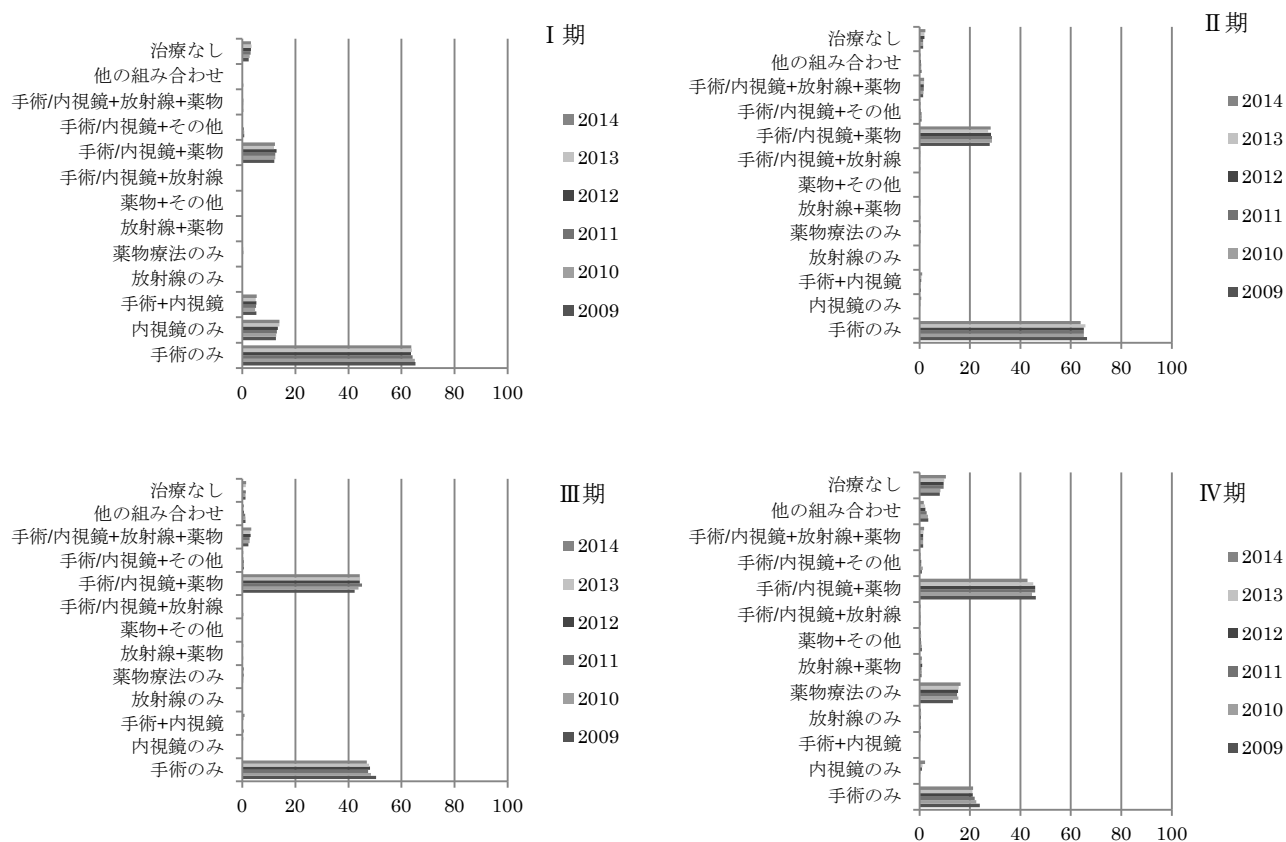 Ⅰ期
治療なし
他の組み合わせ
手術/内視鏡+放射線+薬物
手術/内視鏡+その他
手術/内視鏡+薬物
手術/内視鏡+放射線
薬物+その他
放射線+薬物
薬物療法のみ
放射線のみ
手術+内視鏡
内視鏡のみ
手術のみ
0 20 40 60 80 100
2014
2013
2012
2011
2010
2009
Ⅱ期
治療なし
他の組み合わせ
手術/内視鏡+放射線+薬物
手術/内視鏡+その他
手術/内視鏡+薬物
手術/内視鏡+放射線
薬物+その他
放射線+薬物
薬物療法のみ
放射線のみ
手術+内視鏡
内視鏡のみ
手術のみ
0 20 40 60 80 100
2014
2013
2012
2011
2010
2009
Ⅲ期
治療なし
他の組み合わせ
手術/内視鏡+放射線+薬物
手術/内視鏡+その他
手術/内視鏡+薬物
手術/内視鏡+放射線
薬物+その他
放射線+薬物
薬物療法のみ
放射線のみ
手術+内視鏡
内視鏡のみ
手術のみ
0 20 40 60 80 100
2014
2013
2012
2011
2010
2009
Ⅳ期
治療なし
他の組み合わせ
手術/内視鏡+放射線+薬物
手術/内視鏡+その他
手術/内視鏡+薬物
手術/内視鏡+放射線
薬物+その他
放射線+薬物
薬物療法のみ
放射線のみ
手術+内視鏡
内視鏡のみ
手術のみ
0 20 40 60 80 100
2014
2013
2012
2011
2010
2009